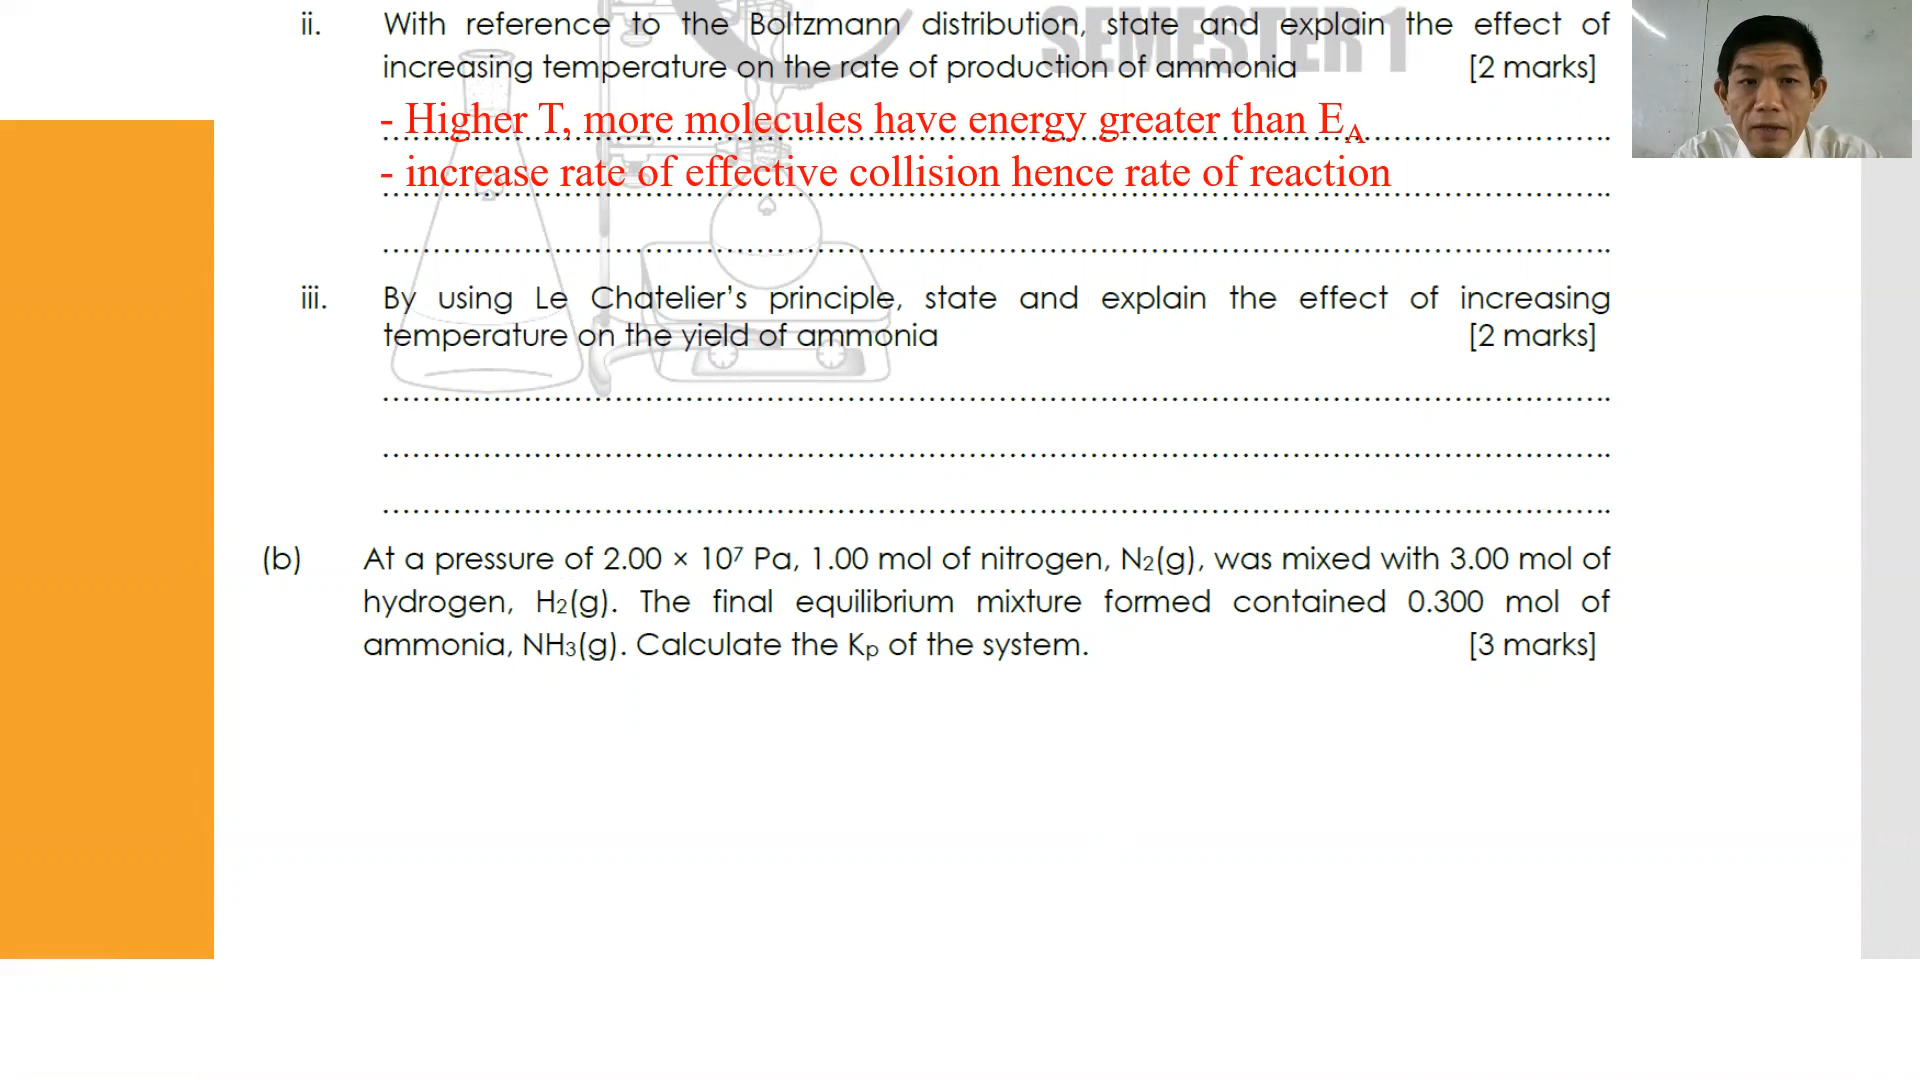 SEMESTER 1
ii. With reference to the Boltzmann distribution, state and explain the effect of
increasing temperature on the rate of production of ammonia [2 marks]
- Higher T, more molecules have energy greater than EA
- increase rate of effective collision hence rate of reaction
iii. By using Le Chatelier’s principle, state and explain the effect of increasing
temperature on the yield of ammonia [2 marks]
(b) At a pressure of 2.00 × 10⁷ Pa, 1.00 mol of nitrogen, N₂(g), was mixed with 3.00 mol of
hydrogen, H₂(g). The final equilibrium mixture formed contained 0.300 mol of
ammonia, NH₃(g). Calculate the Kp of the system. [3 marks]